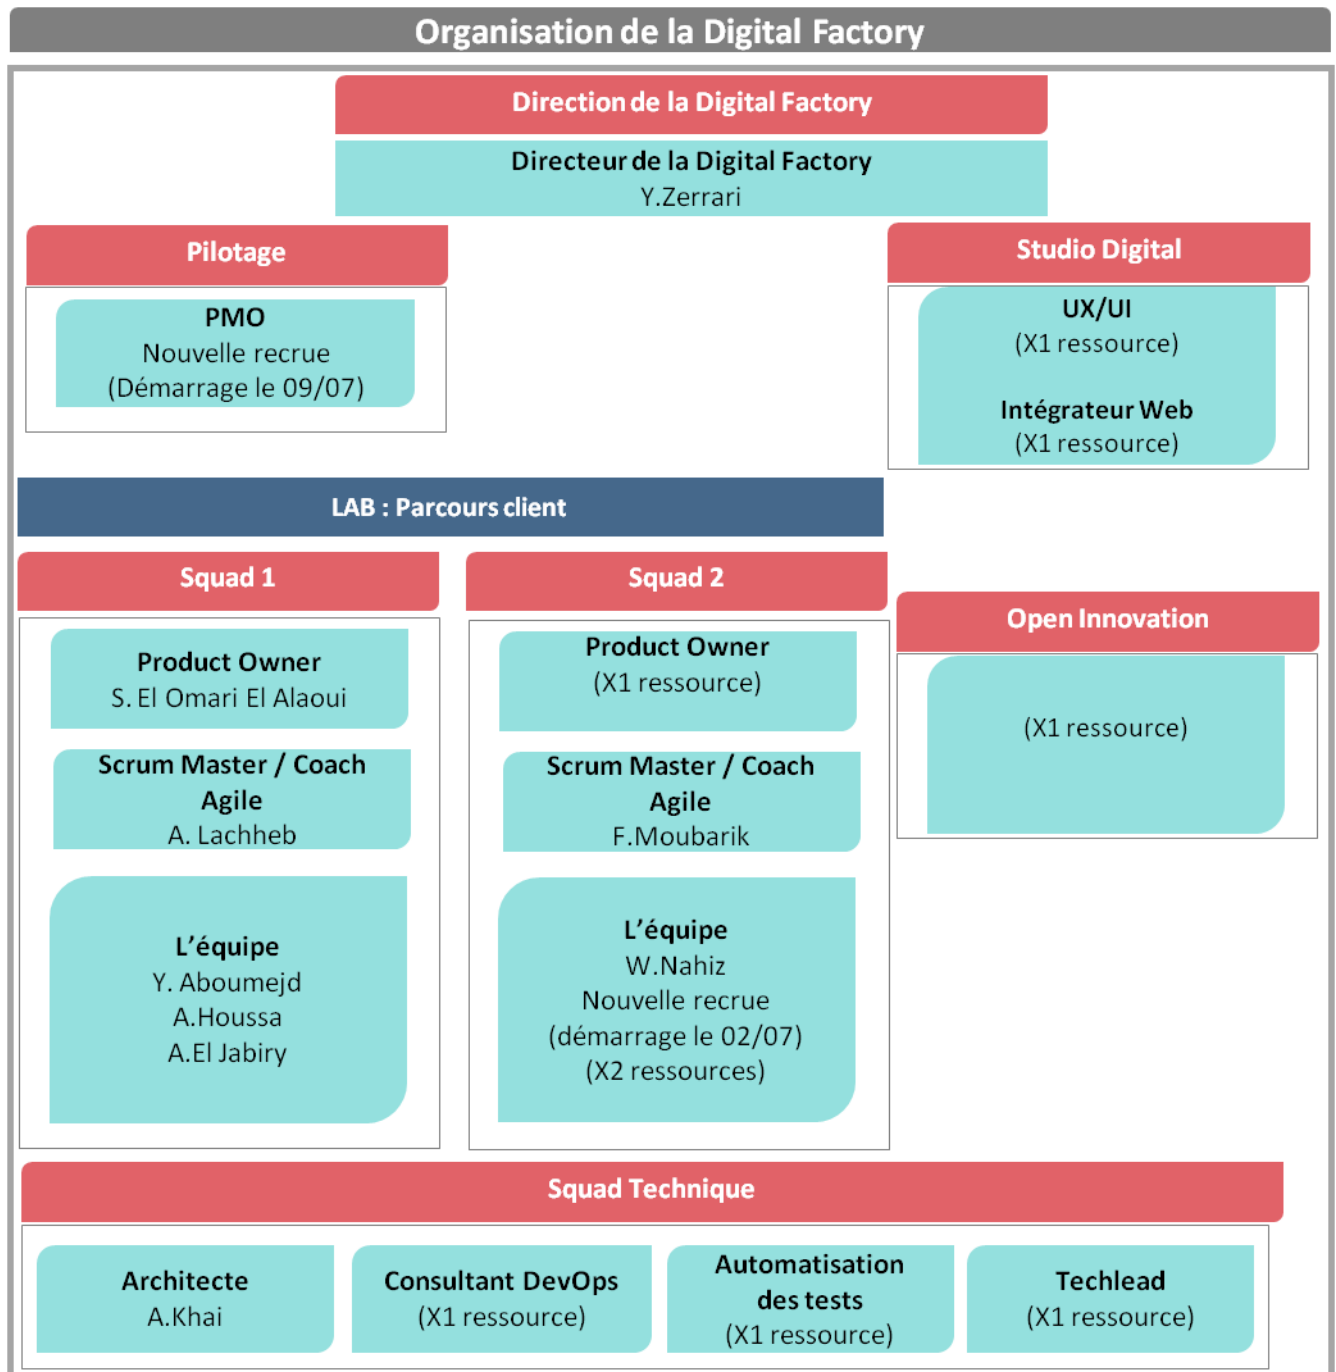 Organisation de la Digital Factory
Direction de la Digital Factory
Directeur de la Digital Factory
Y.Zerrari
Pilotage
PMO
Nouvelle recrue
(Démarrage le 09/07)
Studio Digital
UX/UI
(X1 ressource)
Intégrateur Web
(X1 ressource)
LAB : Parcours client
Squad 1
Product Owner
S. El Omari El Alaoui
Scrum Master / Coach
Agile
A. Lachheb
L’équipe
Y. Aboumejd
A.Houssa
A.El Jabiry
Squad 2
Product Owner
(X1 ressource)
Scrum Master / Coach
Agile
F.Moubarik
L’équipe
W.Nahiz
Nouvelle recrue
(démarrage le 02/07)
(X2 ressources)
Open Innovation
(X1 ressource)
Squad Technique
Architecte
A.Khai
Consultant DevOps
(X1 ressource)
Automatisation
des tests
(X1 ressource)
Techlead
(X1 ressource)